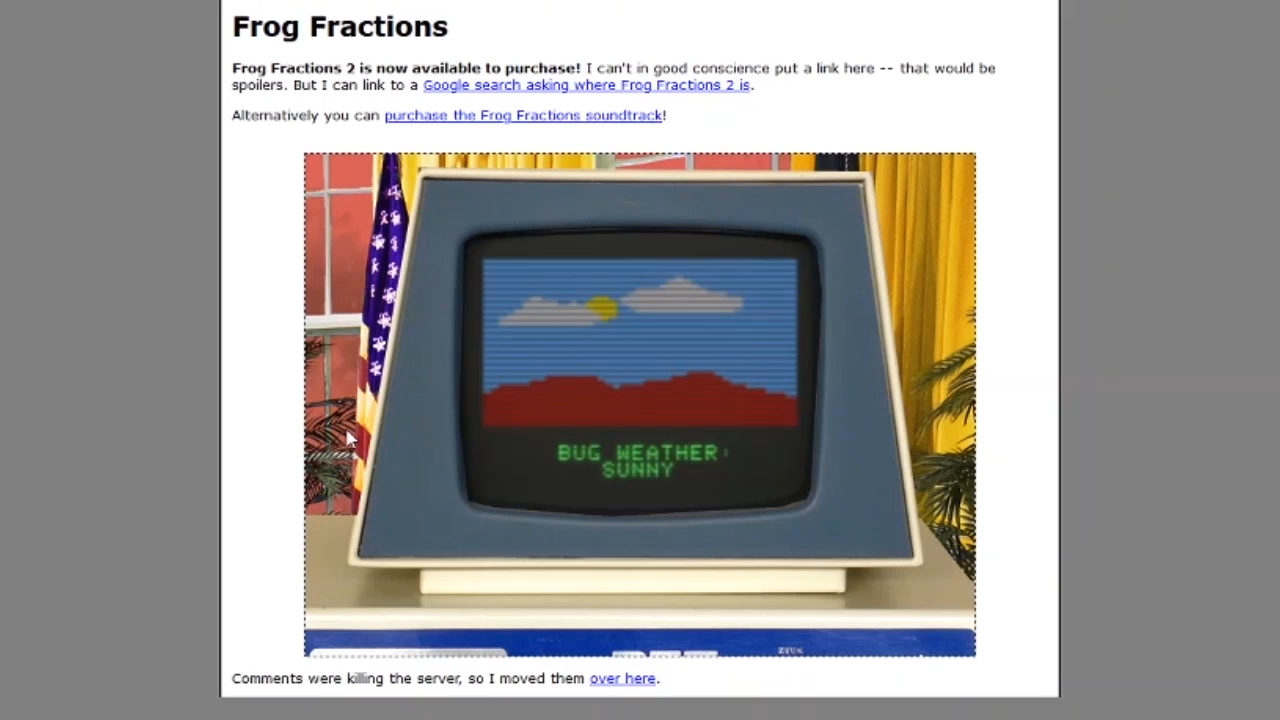 Frog Fractions
Frog Fractions 2 is now available to purchase! I can't in good conscience put a link here -- that would be
spoilers. But I can link to a Google search asking where Frog Fractions 2 is.
Alternatively you can purchase the Frog Fractions soundtrack!
BUG WEATHER:
SUNNY
Comments were killing the server, so I moved them over here.